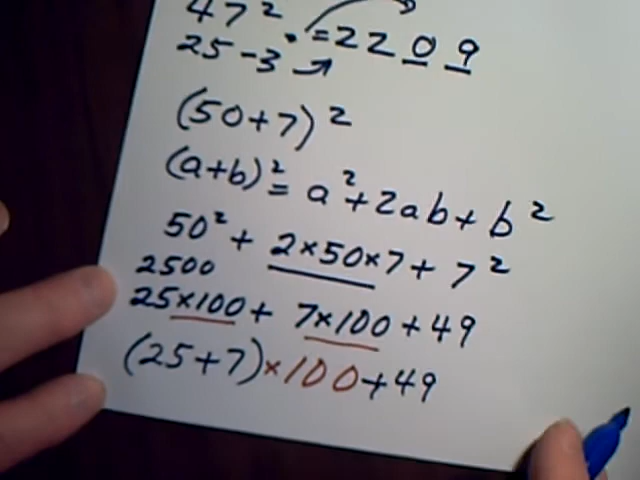 47² = 2209
25-3
(50+7)²
(a+b)² = a²+2ab+b²
50² + 2×50×7 + 7²
2500
25×100 + 7×100 + 49
(25+7)×100+49